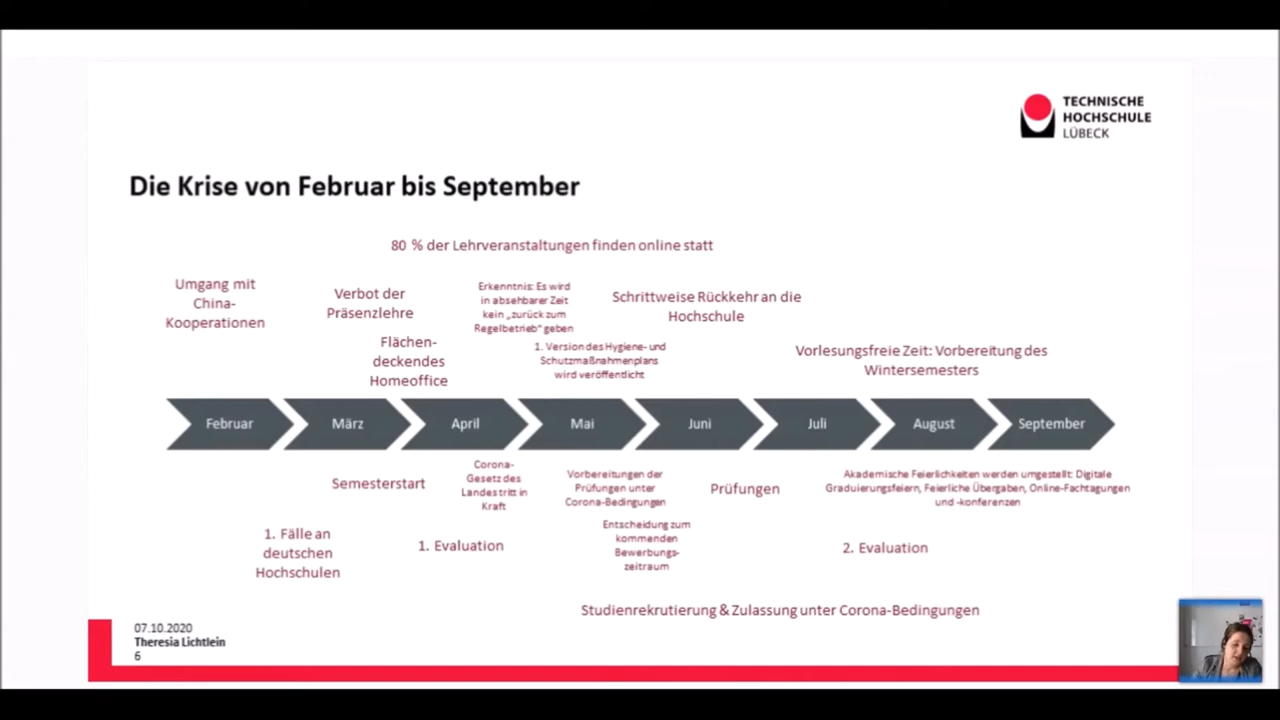 TECHNISCHE
HOCHSCHULE
LÜBECK
Die Krise von Februar bis September
80 % der Lehrveranstaltungen finden online statt
Umgang mit
China-
Kooperationen
Verbot der
Präsenzlehre
Flächen-
deckendes
Homeoffice
Erkenntnis: Es wird
in absehbarer Zeit
kein „zurück zum
Regelbetrieb“ geben
1. Version des Hygiene- und
Schutzmaßnahmenplans
wird veröffentlicht
Schrittweise Rückkehr an die
Hochschule
Vorlesungsfreie Zeit: Vorbereitung des
Wintersemesters
Februar
März
April
Mai
Juni
Juli
August
September
Semesterstart
1. Fälle an
deutschen
Hochschulen
Corona-
Gesetz des
Landes tritt in
Kraft
1. Evaluation
Vorbereitungen der
Prüfungen unter
Corona-Bedingungen
Entscheidung zum
kommenden
Bewerbungs-
zeitraum
Prüfungen
Akademische Feierlichkeiten werden umgestellt: Digitale
Graduierungsfeiern, Feierliche Übergaben, Online-Fachtagungen
und -konferenzen
2. Evaluation
Studienrekrutierung & Zulassung unter Corona-Bedingungen
07.10.2020
Theresia Lichtlein
6